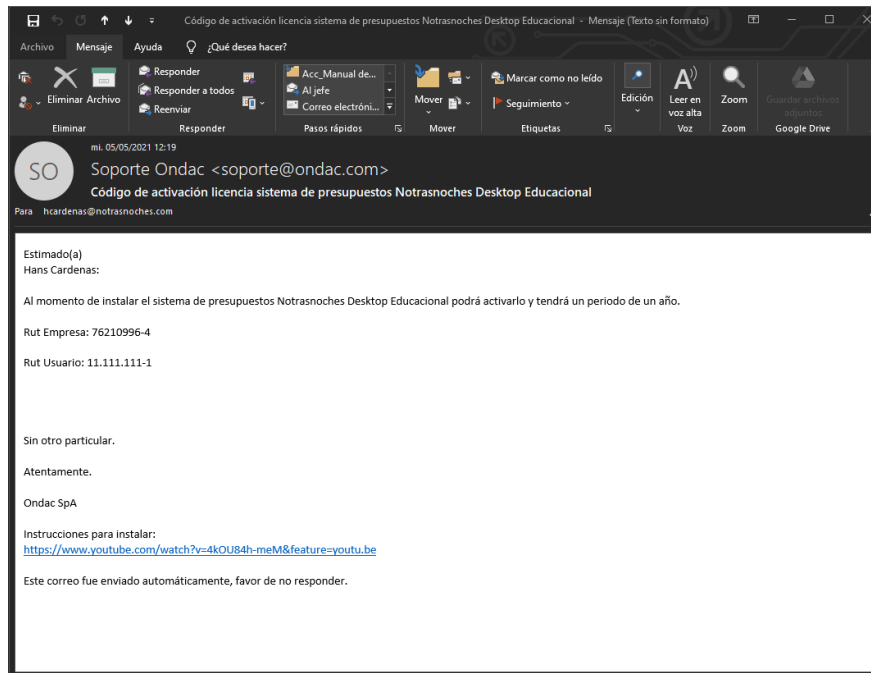 Código de activación licencia sistema de presupuestos Notrasnoches Desktop Educacional - Mensaje (Texto sin formato)
Archivo Mensaje Ayuda ¿Qué desea hacer?
Eliminar Archivo
Eliminar
Responder
Responder a todos
Reenviar
Responder
Acc_Manual de...
Al jefe
Correo electróni...
Pasos rápidos
Mover
Mover
Marcar como no leído
Seguimiento
Etiquetas
Edición
Leer en
voz alta
Voz
Zoom
Zoom
Guardar archivos
adjuntos
Google Drive
SO
mi. 05/05/2021 12:19
Soporte Ondac <soporte@ondac.com>
Código de activación licencia sistema de presupuestos Notrasnoches Desktop Educacional
Para hcardenas@notrasnoches.com
Estimado(a)
Hans Cardenas:
Al momento de instalar el sistema de presupuestos Notrasnoches Desktop Educacional podrá activarlo y tendrá un periodo de un año.
Rut Empresa: 76210996-4
Rut Usuario: 11.111.111-1
Sin otro particular.
Atentamente.
Ondac SpA
Instrucciones para instalar:
https://www.youtube.com/watch?v=4kOU84h-meM&feature=youtu.be
Este correo fue enviado automáticamente, favor de no responder.